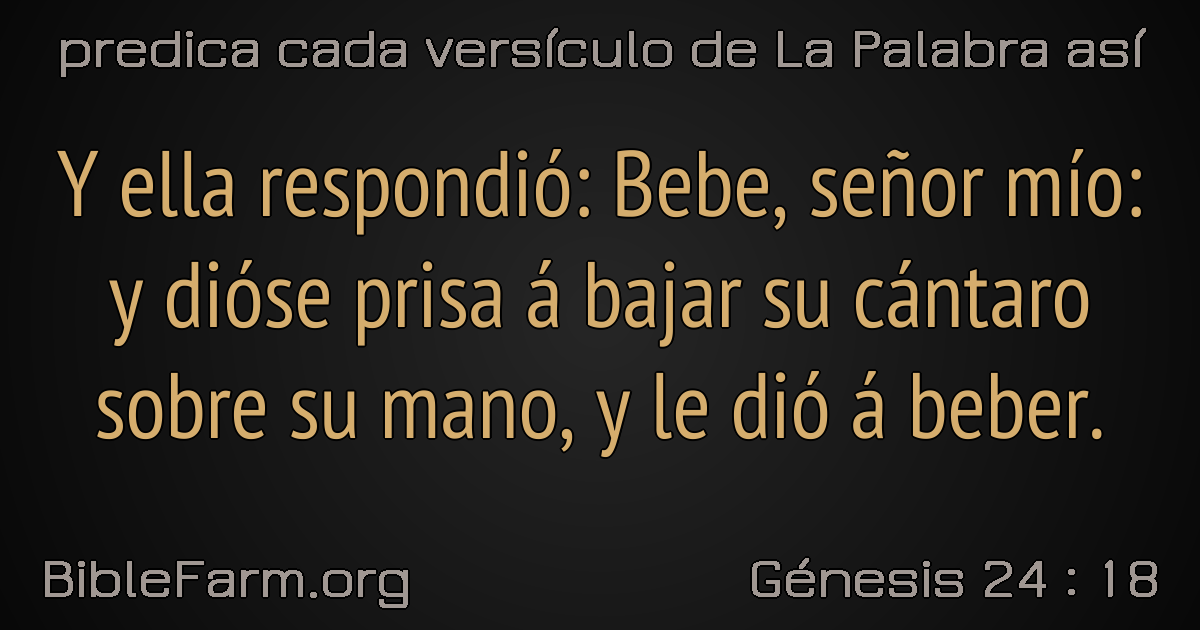 predica cada versículo de La Palabra así
Y ella respondió: Bebe, señor mío:
y dióse prisa á bajar su cántaro
sobre su mano, y le dió á beber.
BibleFarm.org
Génesis 24 : 18